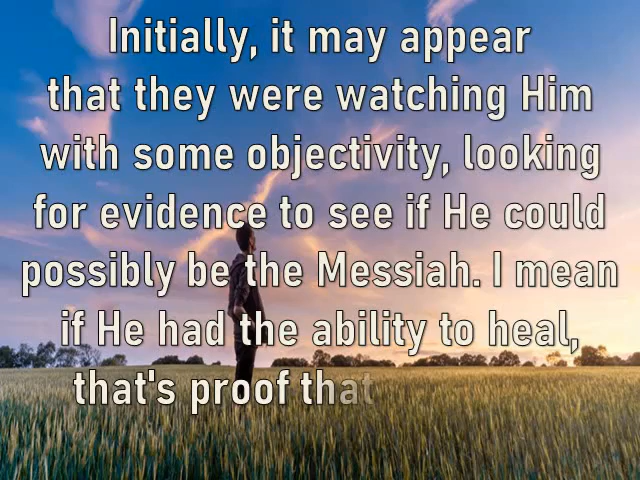 Initially, it may appear
that they were watching Him
with some objectivity, looking
for evidence to see if He could
possibly be the Messiah. I mean
if He had the ability to heal,
that's proof that